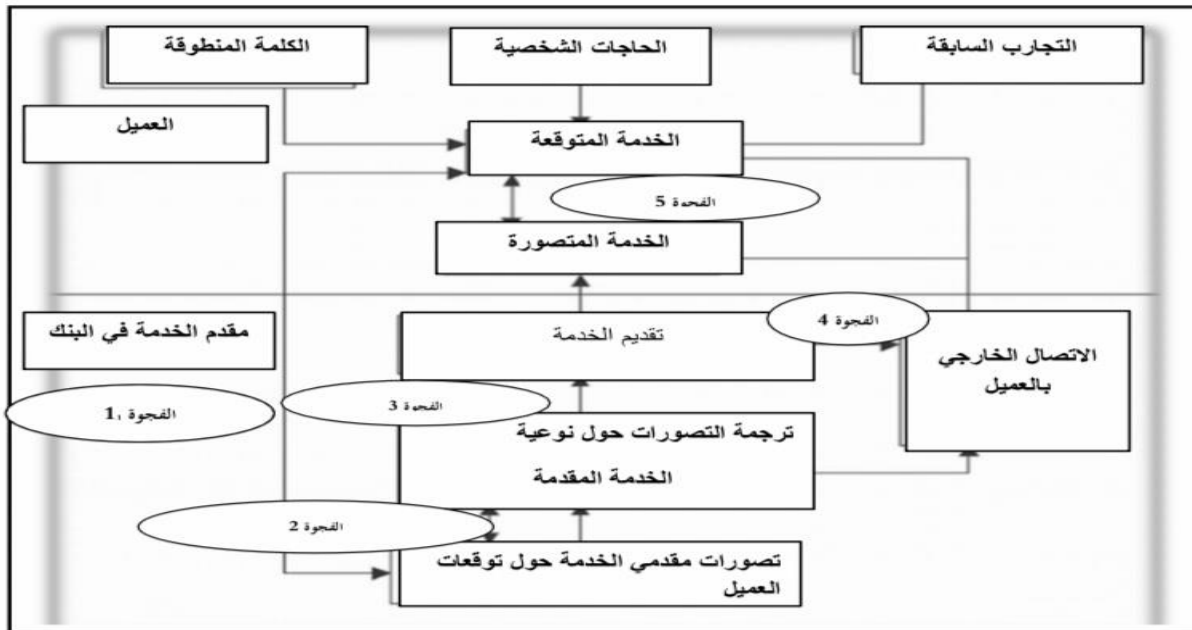 الكلمة المنطوقة
الحاجات الشخصية
التجارب السابقة
العميل
الخدمة المتوقعة
الفجوة 5
الخدمة المتصورة
مقدم الخدمة في البنك
تقديم الخدمة
الفجوة 4
الاتصال الخارجي
بالعميل
الفجوة 1،
الفجوة 3
ترجمة التصورات حول نوعية
الخدمة المقدمة
الفجوة 2
تصورات مقدمي الخدمة حول توقعات
العميل